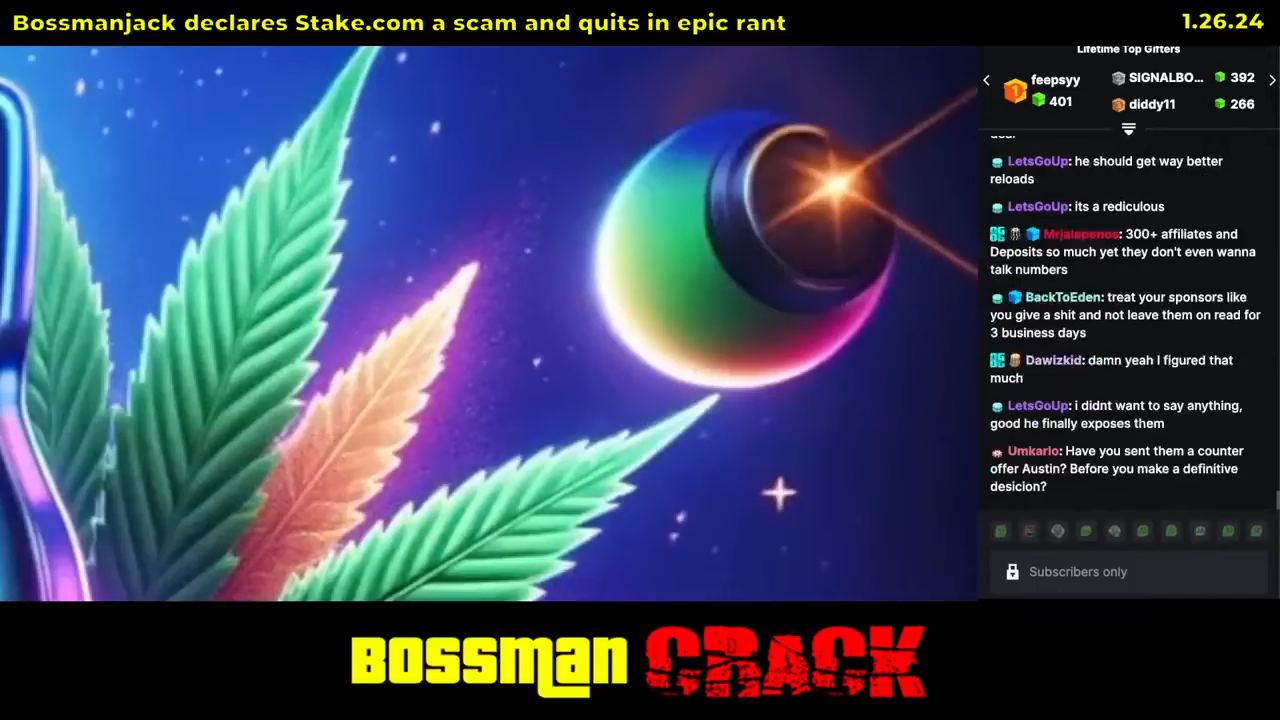 Bossmanjack declares Stake.com a scam and quits in epic rant
1.26.24
Lifetime Top Gifters
feepsyy
401
SIGNALBO...
392
diddy11
266
LetsGoUp: he should get way better
reloads
LetsGoUp: its a rediculous
Mrjalapenos: 300+ affiliates and
Deposits so much yet they don't even wanna
talk numbers
BackToEden: treat your sponsors like
you give a shit and not leave them on read for
3 business days
Dawizkid: damn yeah I figured that
much
LetsGoUp: i didnt want to say anything,
good he finally exposes them
Umkarlo: Have you sent them a counter
offer Austin? Before you make a definitive
desicion?
Subscribers only
BOSSMAN CRACK